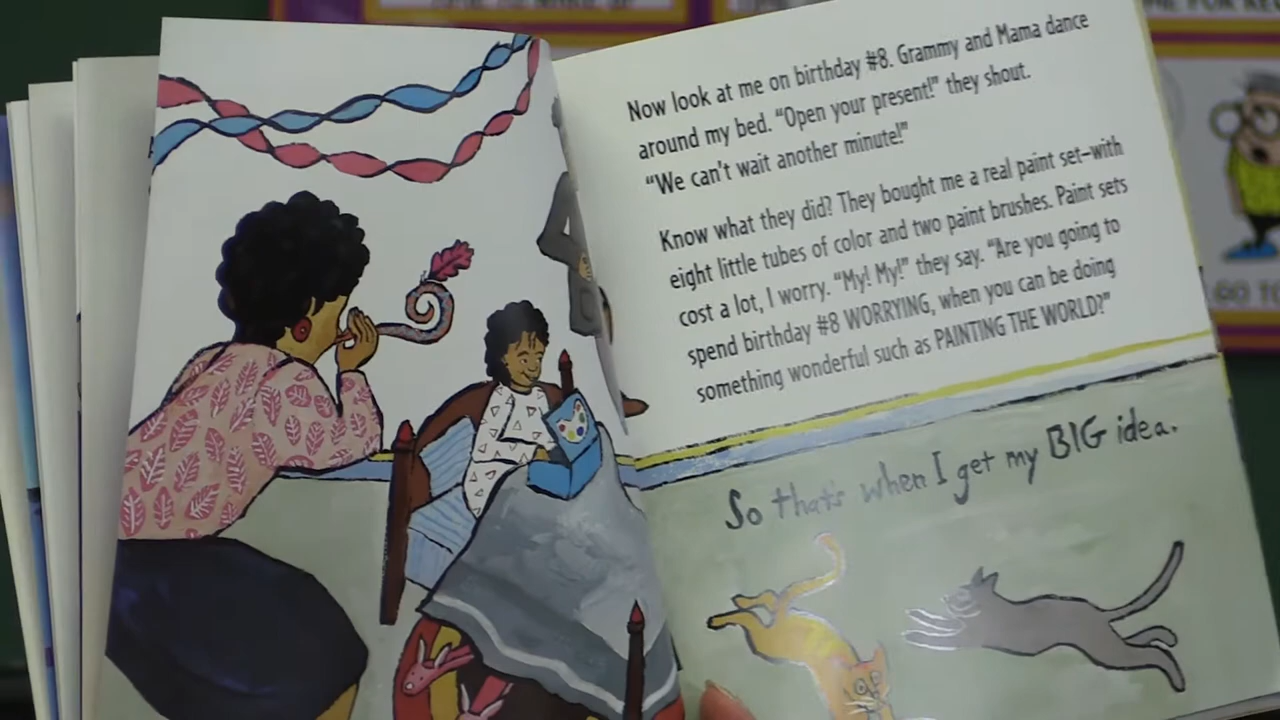 Now look at me on birthday #8. Grammy and Mama dance
around my bed. "Open your present!" they shout.
"We can't wait another minute!"
Know what they did? They bought me a real paint set–with
eight little tubes of color and two paint brushes. Paint sets
cost a lot, I worry. "My! My!" they say. "Are you going to
spend birthday #8 WORRYING, when you can be doing
something wonderful such as PAINTING THE WORLD?"
So that's when I get my BIG idea.